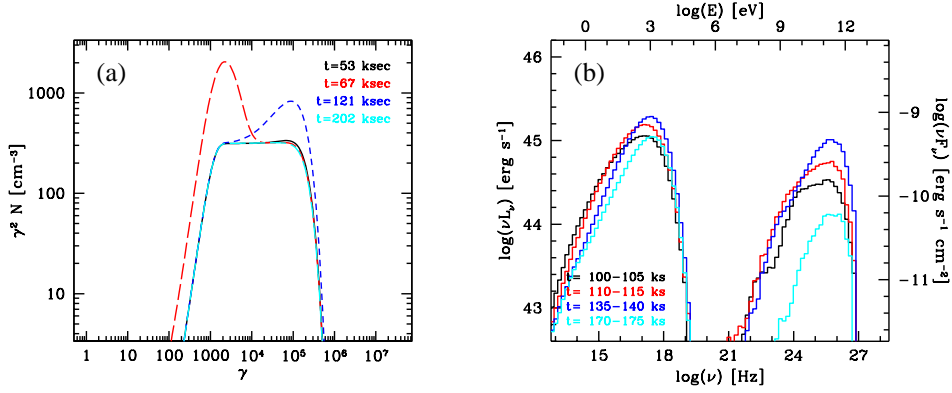 (a)
t=53 ksec
t=67 ksec
t=121 ksec
t=202 ksec
1000
100
10
γ² N [cm⁻³]
1 10 100 1000 10⁴ 10⁵ 10⁶ 10⁷
γ
log(E) [eV]
0 3 6 9 12
(b)
46
45
44
43
log(νL_ν) [erg s⁻¹]
-9
-10
-11
log(νF_ν) [erg s⁻¹ cm⁻²]
t= 100-105 ks
t= 110-115 ks
t= 135-140 ks
t= 170-175 ks
15 18 21 24 27
log(ν) [Hz]